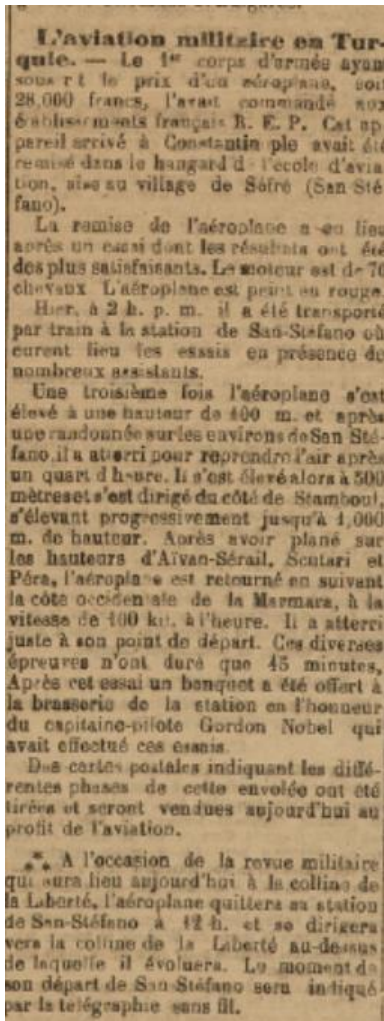 L'aviation militaire en Tur-
quie. — Le 1er corps d'armée ayan
sous r t le prix d'un aéroplane, soit
28,000 francs, l'avait commandé aux
établissements français R. E. P. Cet ap-
pareil arrivé à Constantin ple avait été
remisé dans le hangard d l'école d'avia
tion, sise au village de Séfré (San-Sté
fano).
La remise de l'aéroplane a eu lieu
après un essai dont les résultats ont été
des plus satisfaisants. Le moteur est de 70
chevaux L'aéroplane est peint en rouge.
Hier, à 2 h. p. m. il a été transporté
par train à la station de San-Stefano où
eurent lieu les essais en présence de
nombreux assistants.
Une troisième fois l'aéroplane s'est
élevé à une hauteur de 400 m. et après
une randonnée sur les environs de San Sté-
fano, il a atterri pour reprendre l'air après
un quart d'heure. Il s'est élevé alors à 500
mètres et s'est dirigé du côté de Stamboul,
s'élevant progressivement jusqu'à 1,000
m. de hauteur. Après avoir plané sur
les hauteurs d'Aïvan-Sérail, Scutari et
Péra, l'aéroplane est retourné en suivant
la côte occidentale de la Marmara, à la
vitesse de 100 kil. à l'heure. Il a atterri
juste à son point de départ. Ces diverses
épreuves n'ont duré que 45 minutes,
Après cet essai un banquet a été offert à
la brasserie de la station en l'honneur
du capitaine-pilote Gordon Nobel qui
avait effectué ces essais.
Des cartes postales indiquant les diffé-
rentes phases de cette envolée ont été
tirées et seront vendues aujourd'hui au
profit de l'aviation.
*** A l'occasion de la revue militaire
qui aura lieu aujourd'hui à la colline de
la Liberté, l'aéroplane quittera sa station
de San-Stéfano à 12 h. et se dirigera
vers la colline de la Liberté au-dessus
de laquelle il évoluera. Le moment de
son départ de San-Stéfano sera indiqué
par la télégraphie sans fil.